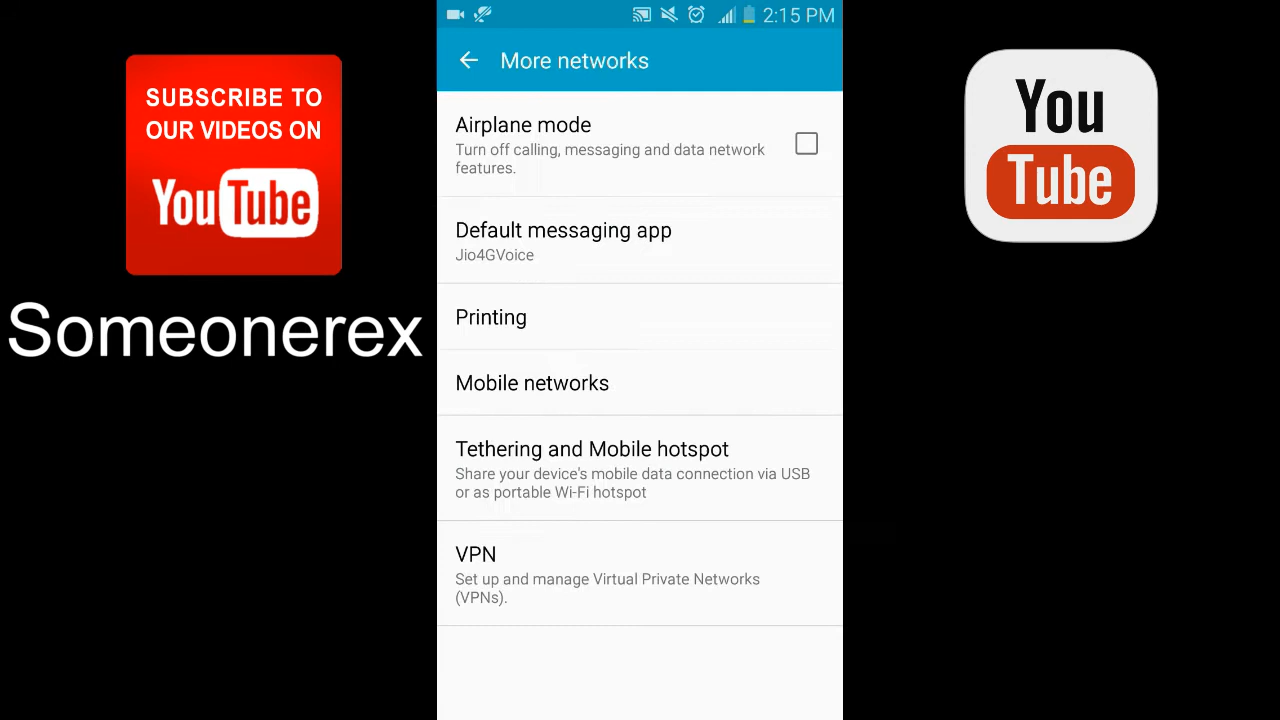 2:15 PM
More networks
SUBSCRIBE TO
OUR VIDEOS ON
YouTube
Someonerex
Airplane mode
Turn off calling, messaging and data network
features.
Default messaging app
Jio4GVoice
Printing
Mobile networks
Tethering and Mobile hotspot
Share your device's mobile data connection via USB
or as portable Wi-Fi hotspot
VPN
Set up and manage Virtual Private Networks
(VPNs).
You
Tube